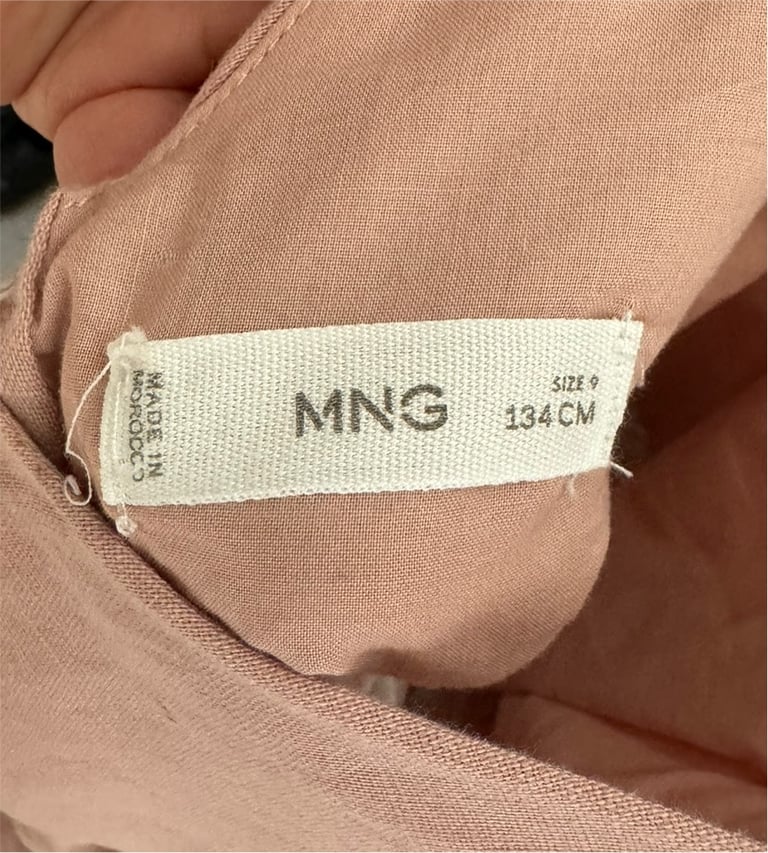 MADE IN
MOROCCO
MNG
SIZE 9
134 CM